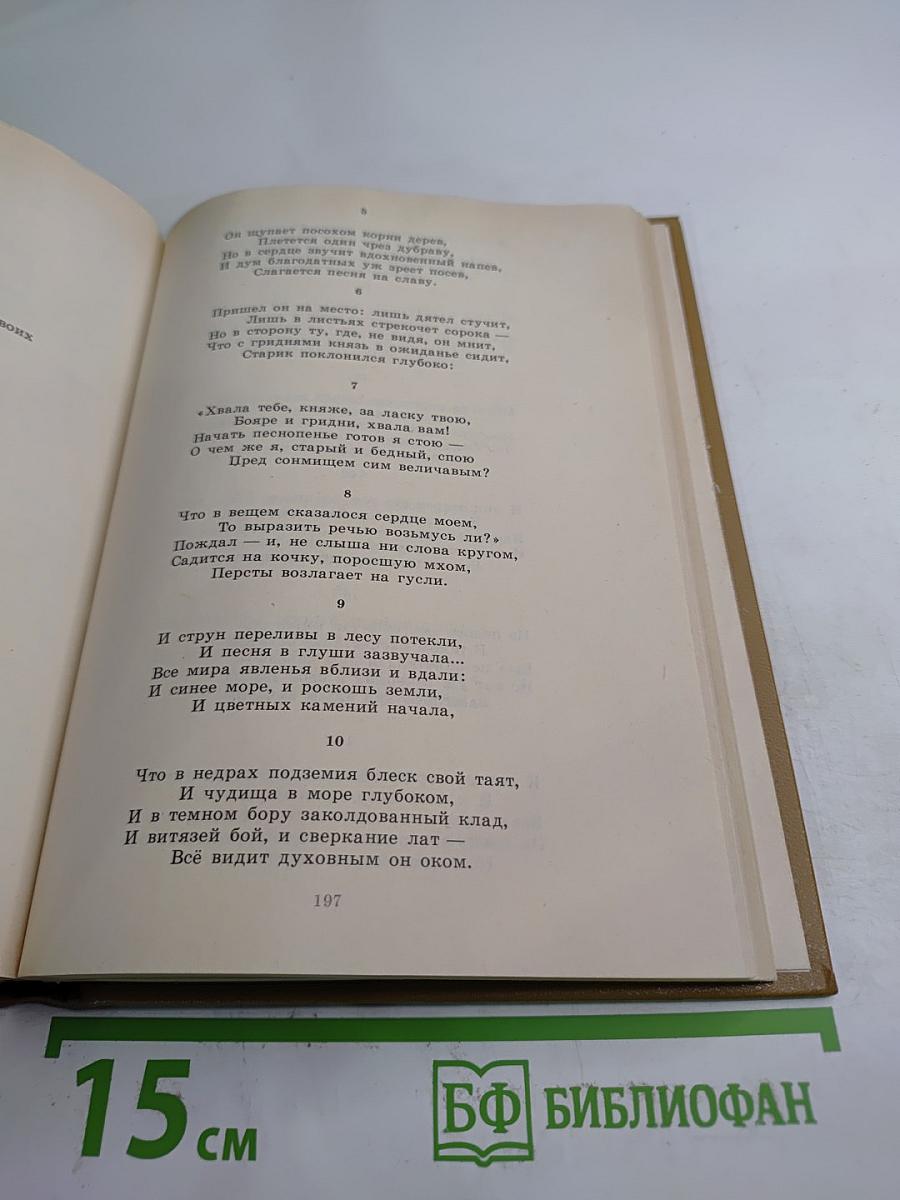 воих
5
Он щупает посохом корни дерев,
Плетется один чрез дубраву,
Но в сердце звучит вдохновенный напев,
И дум благодатных уж зреет посев,
Слагается песня на славу.
6
Пришел он на место: лишь дятел стучит,
Лишь в листьях стрекочет сорока —
Но в сторону ту, где, не видя, он мнит,
Что с гриднями князь в ожиданье сидит,
Старик поклонился глубоко:
7
«Хвала тебе, княже, за ласку твою,
Бояре и гридни, хвала вам!
Начать песнопенье готов я стою —
О чем же я, старый и бедный, спою
Пред сонмищем сим величавым?
8
Что в вещем сказалося сердце моем,
То выразить речью возьмусь ли?»
Пождал — и, не слыша ни слова кругом,
Садится на кочку, поросшую мхом,
Персты возлагает на гусли.
9
И струн переливы в лесу потекли,
И песня в глуши зазвучала...
Все мира явленья вблизи и вдали:
И синее море, и роскошь земли,
И цветных камений начала,
10
Что в недрах подземия блеск свой таят,
И чудища в море глубоком,
И в темном бору заколдованный клад,
И витязей бой, и сверкание лат —
Всё видит духовным он оком.
197
15 см
БФ БИБЛИОФАН